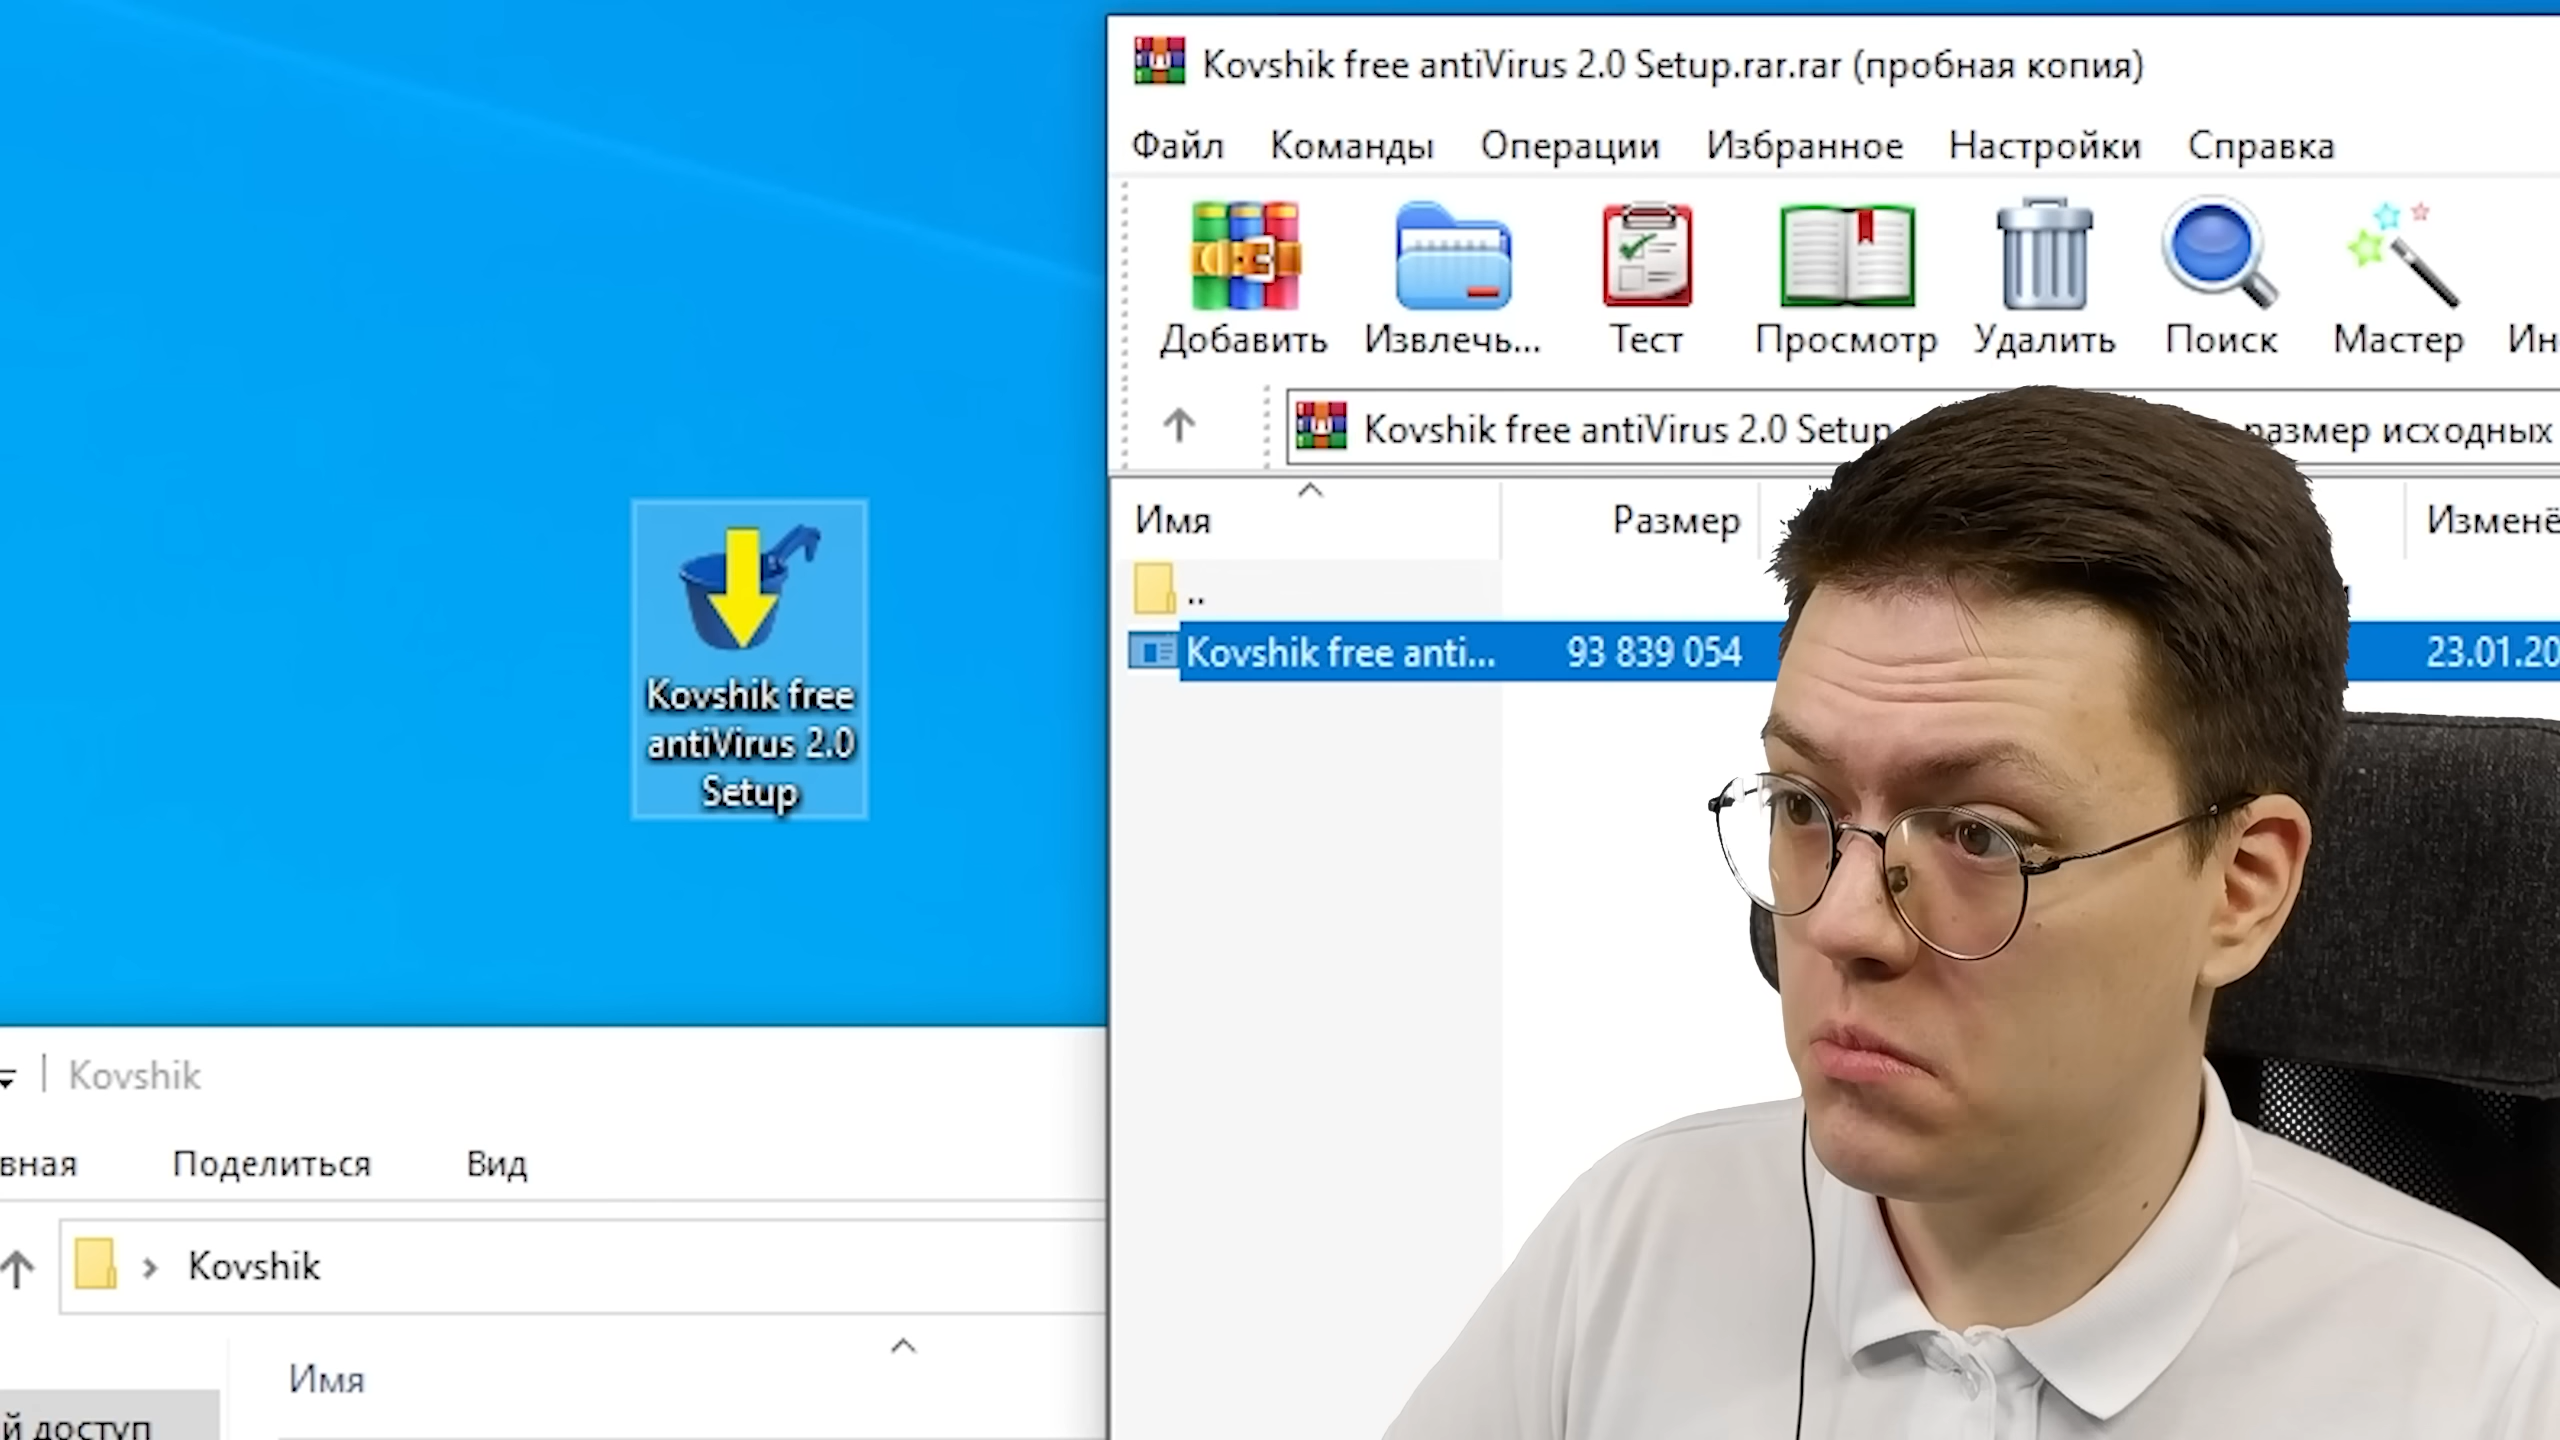 Kovshik free antiVirus 2.0 Setup.rar.rar (пробная копия)
Файл Команды Операции Избранное Настройки Справка
Добавить Извлечь... Тест Просмотр Удалить Поиск Мастер Ин
Kovshik free antiVirus 2.0 Setup размер исходных
Имя Размер Изменё
..
Kovshik free anti... 93 839 054 23.01.20
Kovshik free
antiVirus 2.0
Setup
Kovshik
вная Поделиться Вид
Kovshik
Имя
й доступ